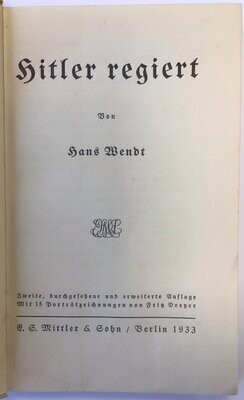 Hitler regiert
Von
Hans Wendt
Zweite, durchgesehene und erweiterte Auflage
Mit 15 Porträtzeichnungen von Fritz Dreyer
E. S. Mittler & Sohn / Berlin 1933